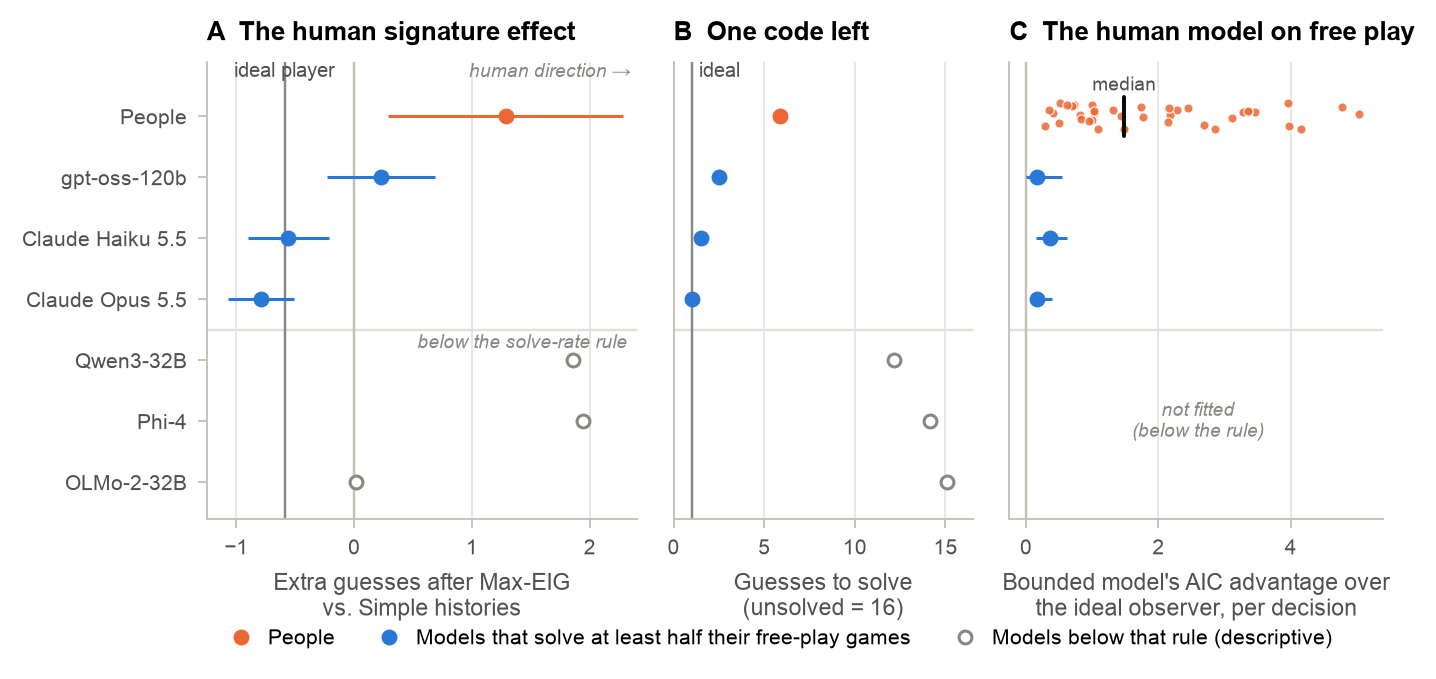 A The human signature effect
B One code left
C The human model on free play
ideal player
human direction →
ideal
median
People
gpt-oss-120b
Claude Haiku 5.5
Claude Opus 5.5
below the solve-rate rule
Qwen3-32B
Phi-4
OLMo-2-32B
not fitted
(below the rule)
−1 0 1 2
0 5 10 15
0 2 4
Extra guesses after Max-EIG
vs. Simple histories
Guesses to solve
(unsolved = 16)
Bounded model's AIC advantage over
the ideal observer, per decision
People
Models that solve at least half their free-play games
Models below that rule (descriptive)